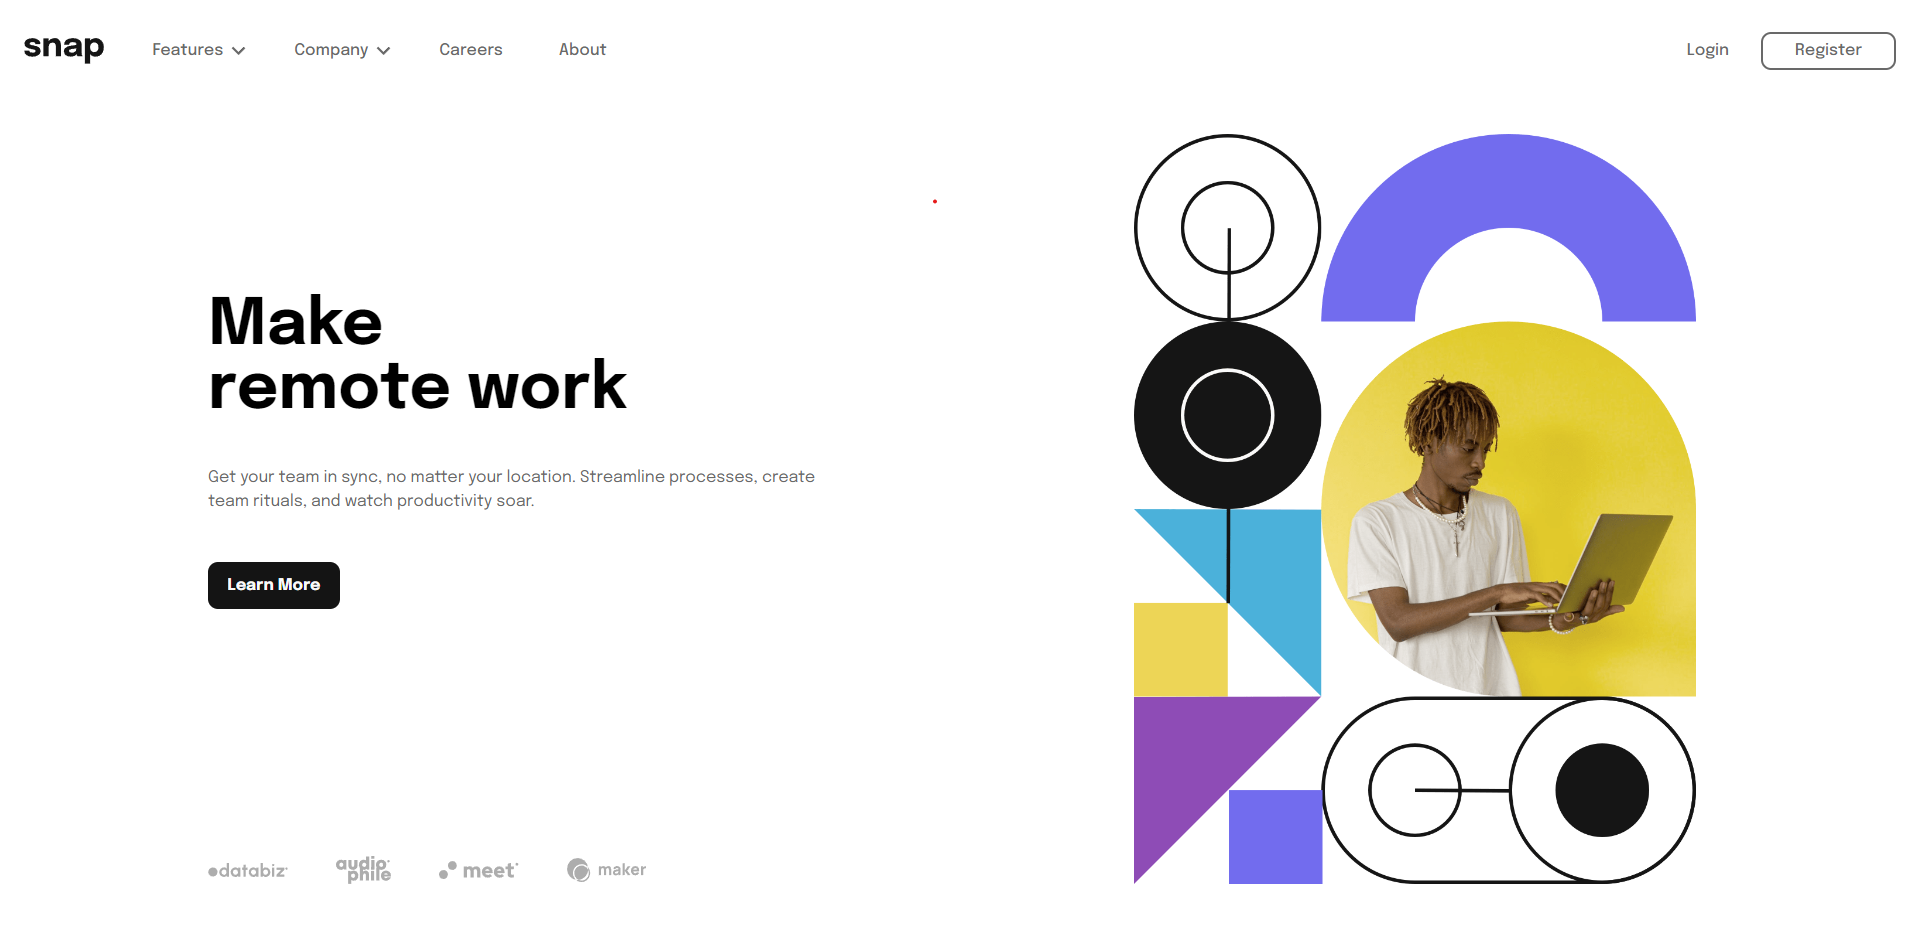 snap
Features
Company
Careers
About
Login
Register
Make
remote work
Get your team in sync, no matter your location. Streamline processes, create
team rituals, and watch productivity soar.
Learn More
databiz
audio
phile
meet
maker